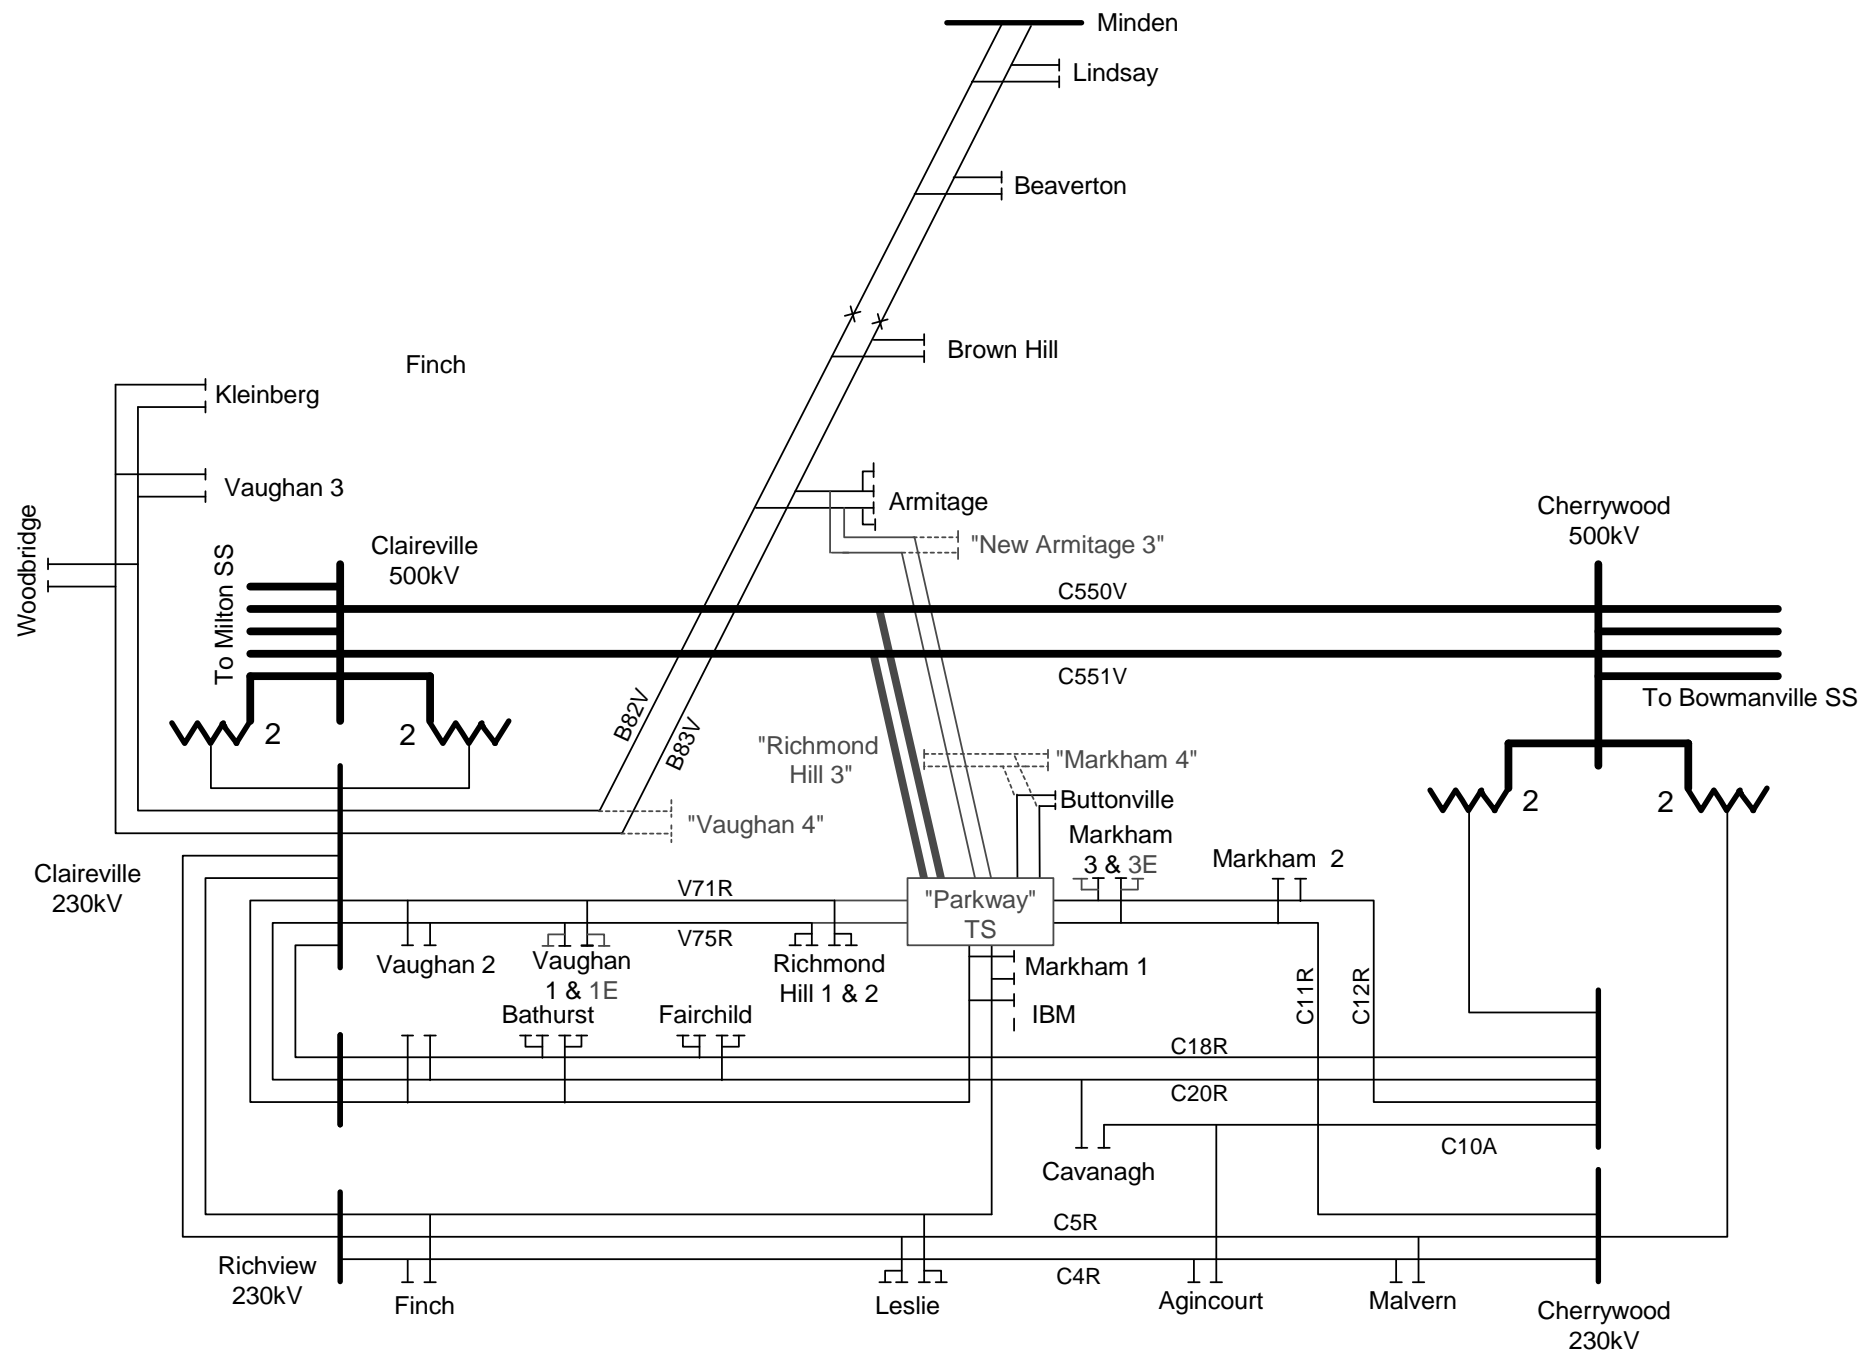 Minden
Lindsay
Beaverton
Brown Hill
Finch
Kleinberg
Vaughan 3
Armitage
"New Armitage 3"
Woodbridge
To Milton SS
Claireville
500kV
Cherrywood
500kV
C550V
C551V
To Bowmanville SS
B82V
B83V
2
2
2
2
"Richmond
Hill 3"
"Markham 4"
Buttonville
"Vaughan 4"
Markham
3 & 3E
Markham 2
Claireville
230kV
V71R
V75R
"Parkway"
TS
Vaughan 2
Vaughan
1 & 1E
Richmond
Hill 1 & 2
Markham 1
IBM
C11R
C12R
Bathurst
Fairchild
C18R
C20R
C10A
Cavanagh
C5R
C4R
Richview
230kV
Finch
Leslie
Agincourt
Malvern
Cherrywood
230kV